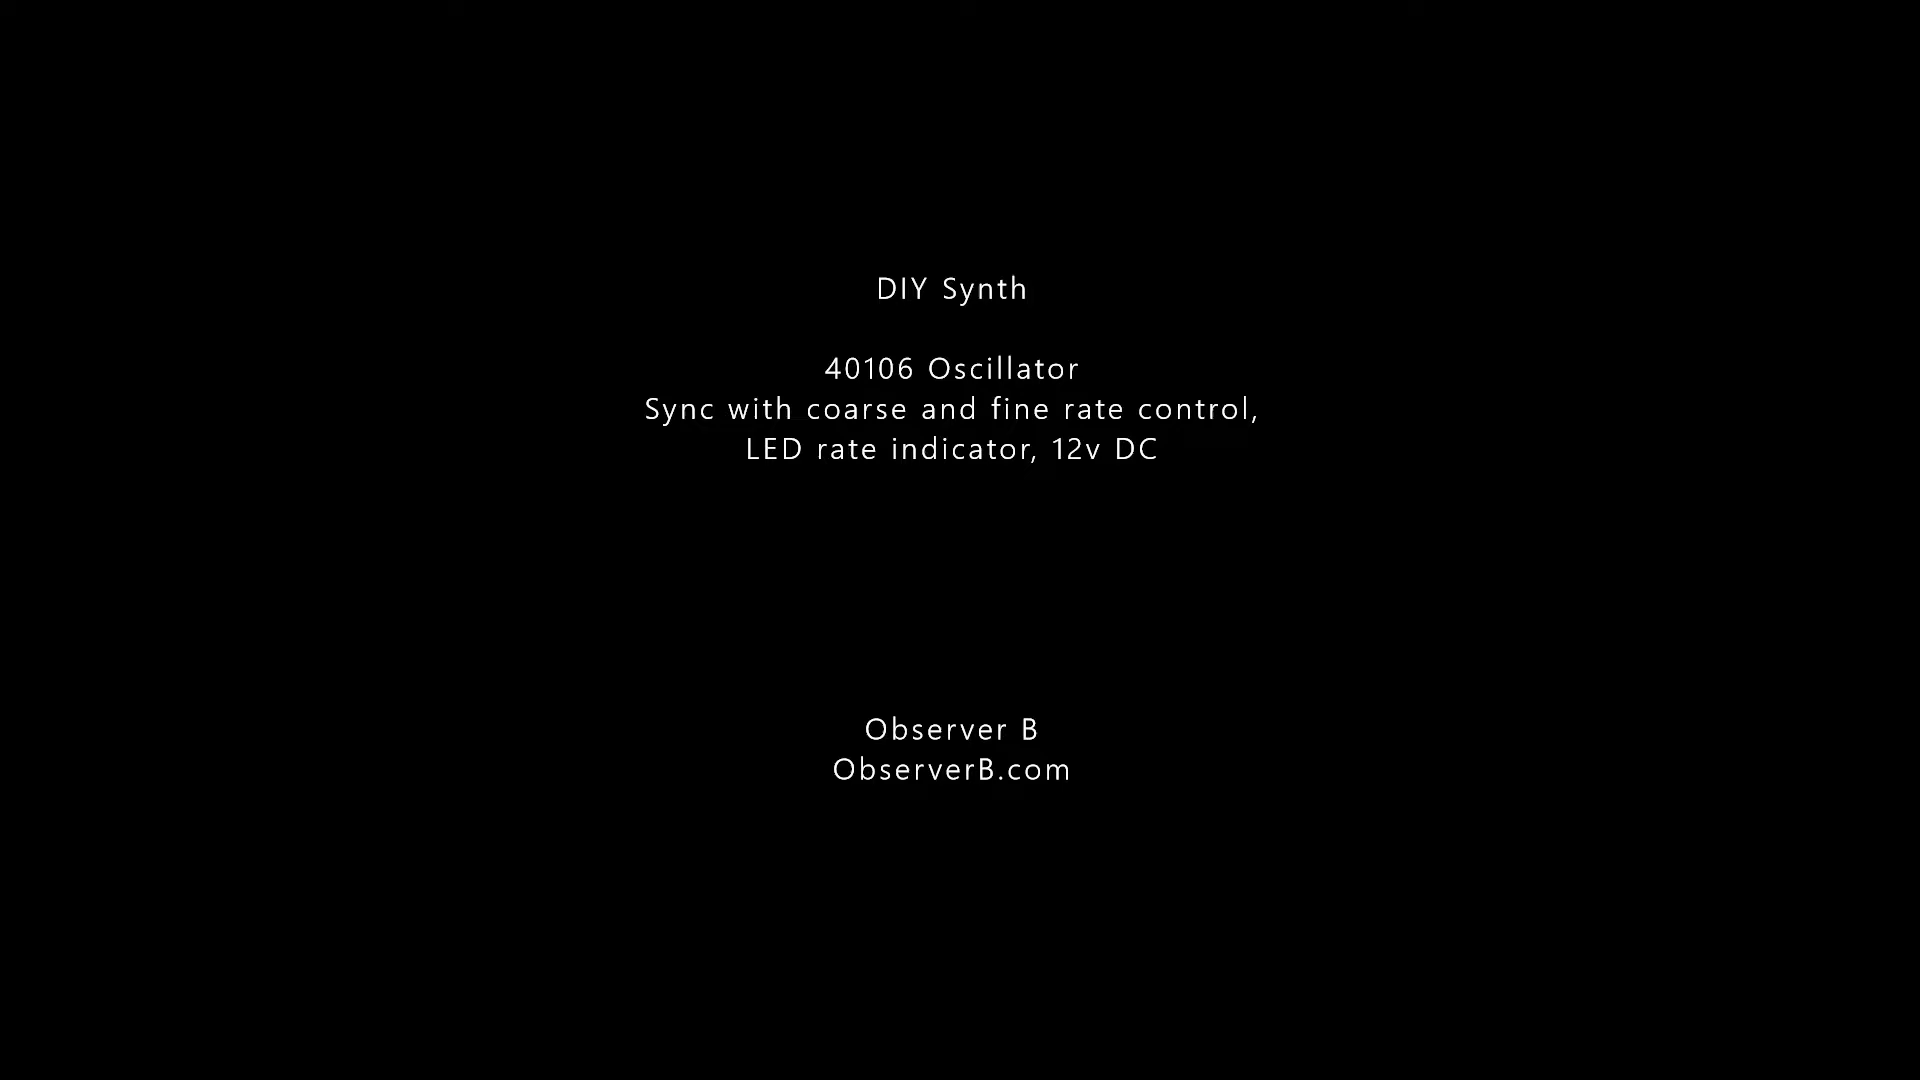 DIY Synth
40106 Oscillator
Sync with coarse and fine rate control,
LED rate indicator, 12v DC
Observer B
ObserverB.com